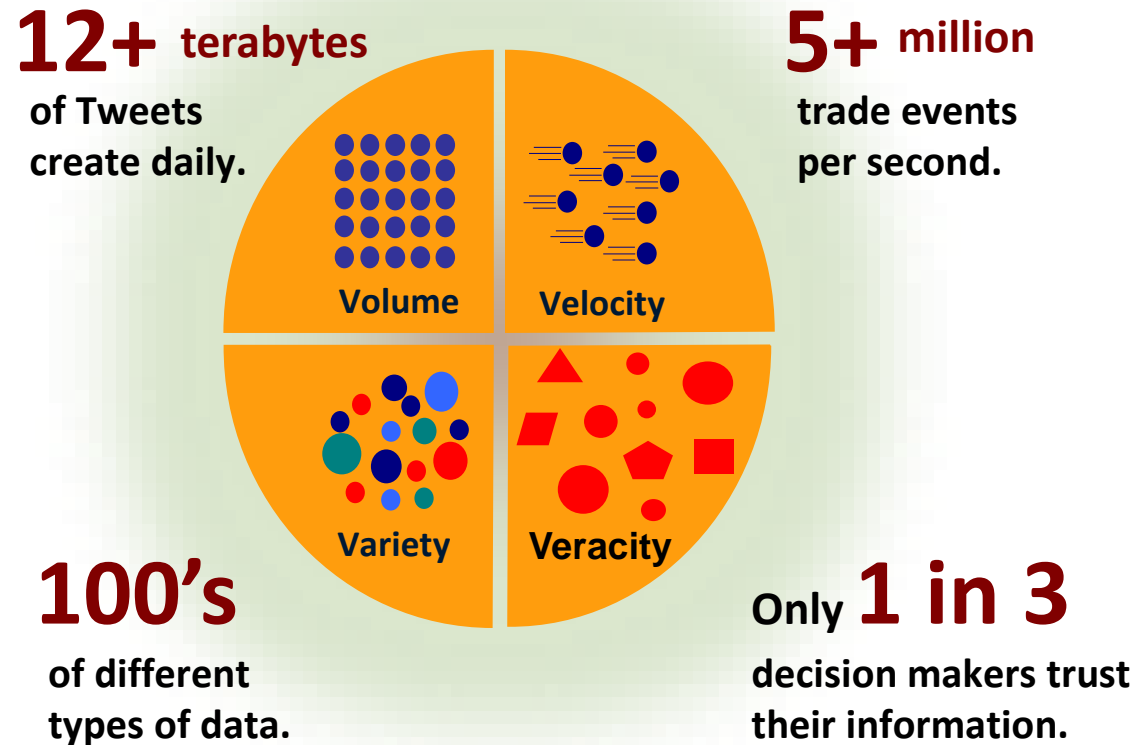 12+ terabytes
of Tweets
create daily.
5+ million
trade events
per second.
Volume
Velocity
Variety
Veracity
100’s
of different
types of data.
Only 1 in 3
decision makers trust
their information.